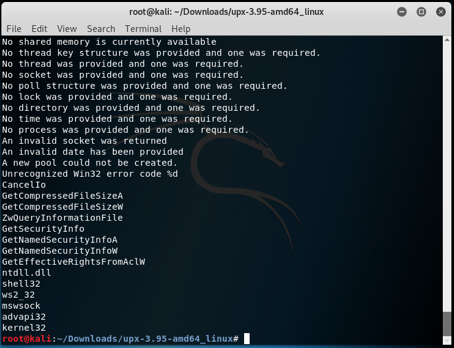 root@kali: ~/Downloads/upx-3.95-amd64_linux
File Edit View Search Terminal Help
No shared memory is currently available
No thread key structure was provided and one was required.
No thread was provided and one was required.
No socket was provided and one was required.
No poll structure was provided and one was required.
No lock was provided and one was required.
No directory was provided and one was required.
No time was provided and one was required.
No process was provided and one was required.
An invalid socket was returned
An invalid date has been provided
A new pool could not be created.
Unrecognized Win32 error code %d
CancelIo
GetCompressedFileSizeA
GetCompressedFileSizeW
ZwQueryInformationFile
GetSecurityInfo
GetNamedSecurityInfoA
GetNamedSecurityInfoW
GetEffectiveRightsFromAclW
ntdll.dll
shell32
ws2_32
mswsock
advapi32
kernel32
root@kali:~/Downloads/upx-3.95-amd64_linux#